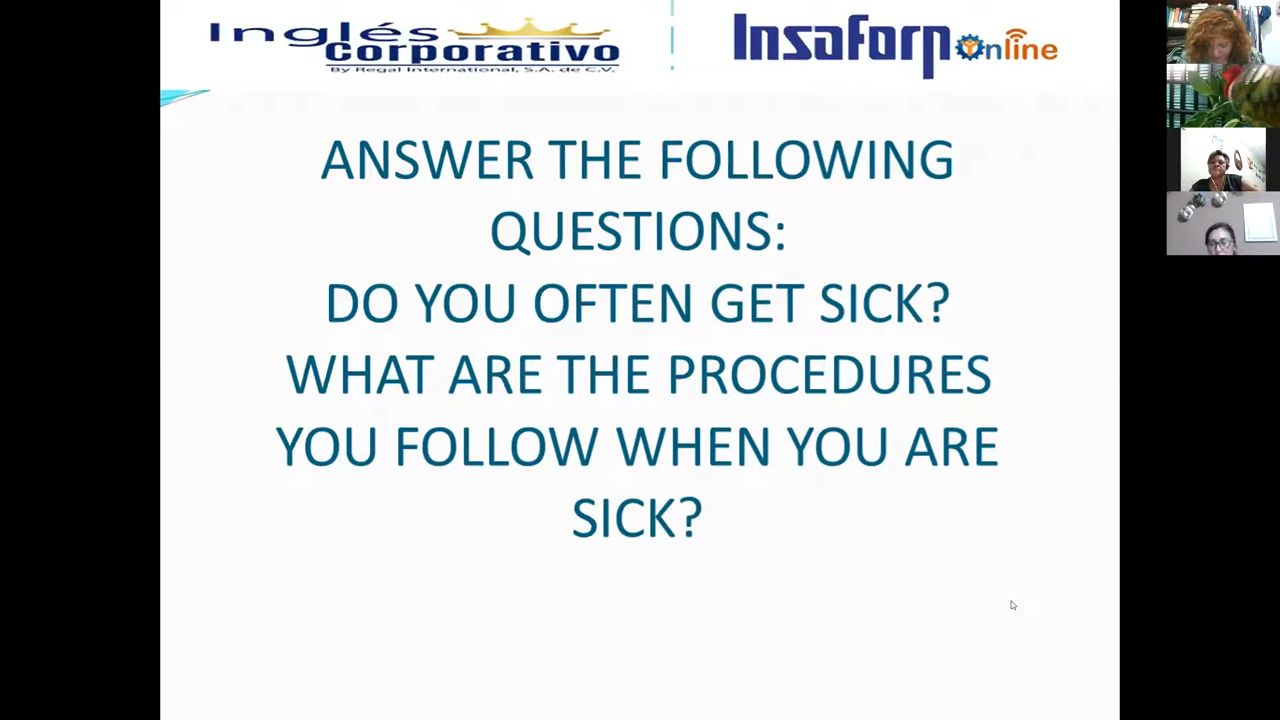 Inglés
Corporativo
By Regal International, S.A. de C.V.
Insaforp Online
ANSWER THE FOLLOWING
QUESTIONS:
DO YOU OFTEN GET SICK?
WHAT ARE THE PROCEDURES
YOU FOLLOW WHEN YOU ARE
SICK?